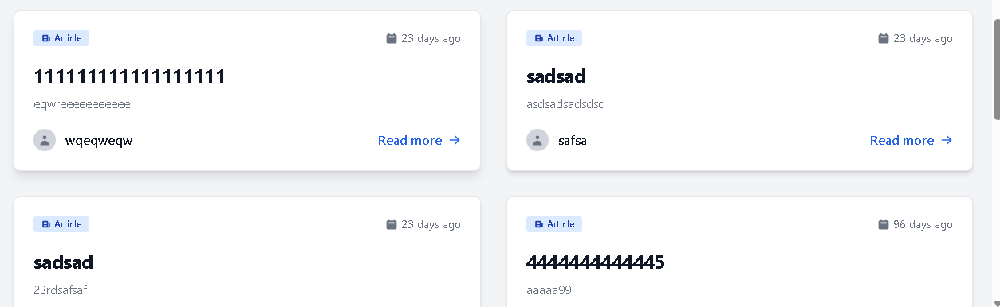 Article 23 days ago
111111111111111111
eqwreeeeeeeeeee
wqeqweqw Read more
Article 23 days ago
sadsad
asdsadsadsdsd
safsa Read more
Article 23 days ago
sadsad
23rdsafsaf
Article 96 days ago
4444444444445
aaaaa99